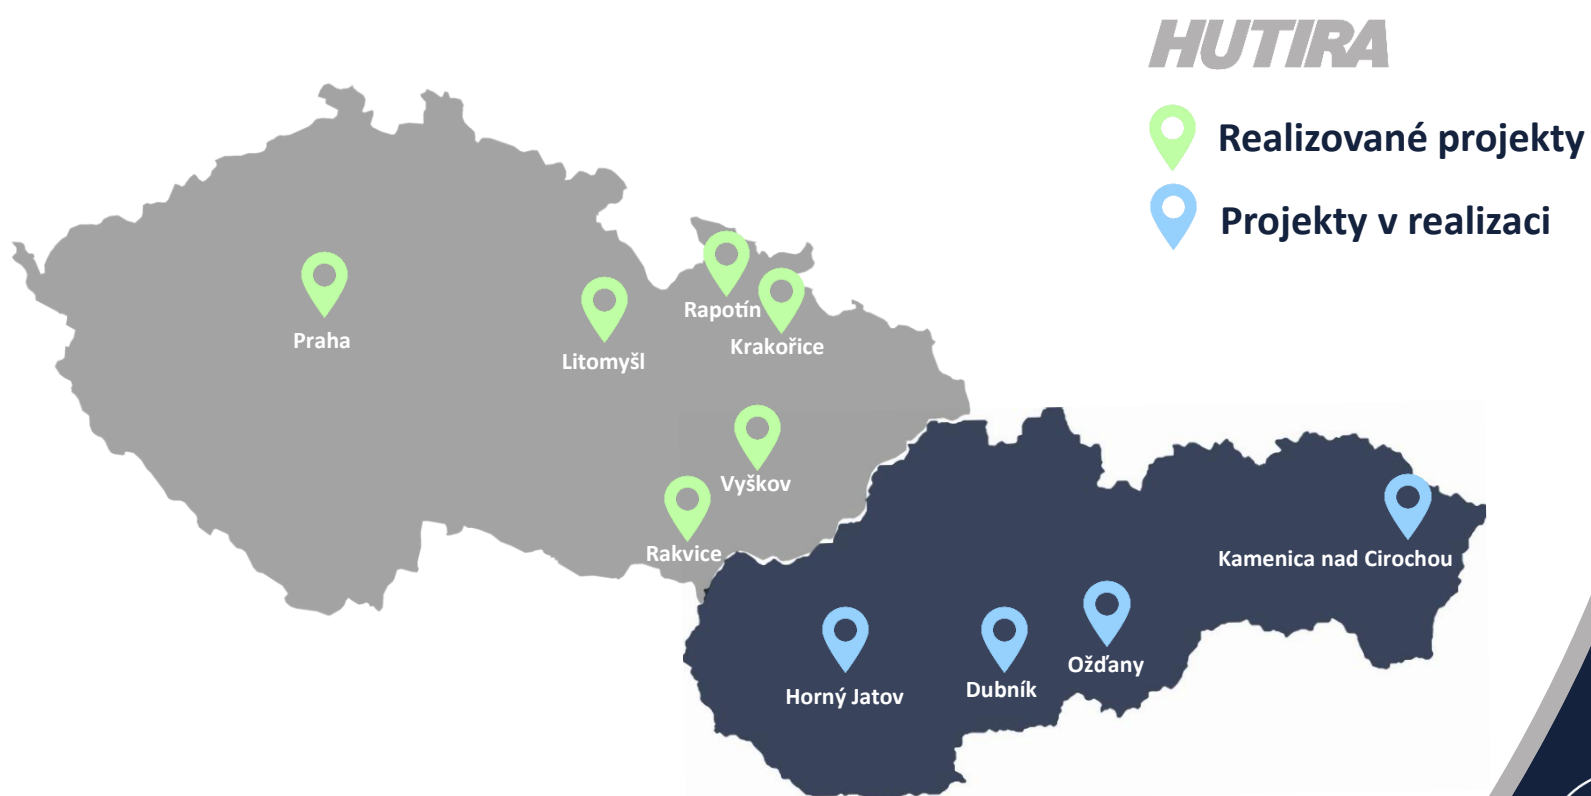 HUTIRA
Realizované projekty
Projekty v realizaci
Praha
Litomyšl
Rapotín
Krakořice
Vyškov
Rakvice
Kamenica nad Cirochou
Ožďany
Dubník
Horný Jatov